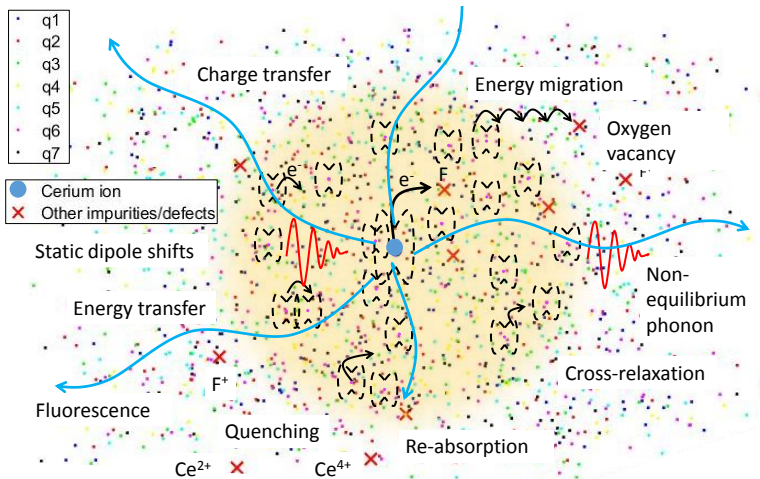 q1
q2
q3
q4
q5
q6
q7
Cerium ion
Other impurities/defects
Charge transfer
Energy migration
Oxygen
vacancy
e-
e-
F
Static dipole shifts
Non-
equilibrium
phonon
Energy transfer
Cross-relaxation
F+
Fluorescence
Quenching
Re-absorption
Ce2+
Ce4+